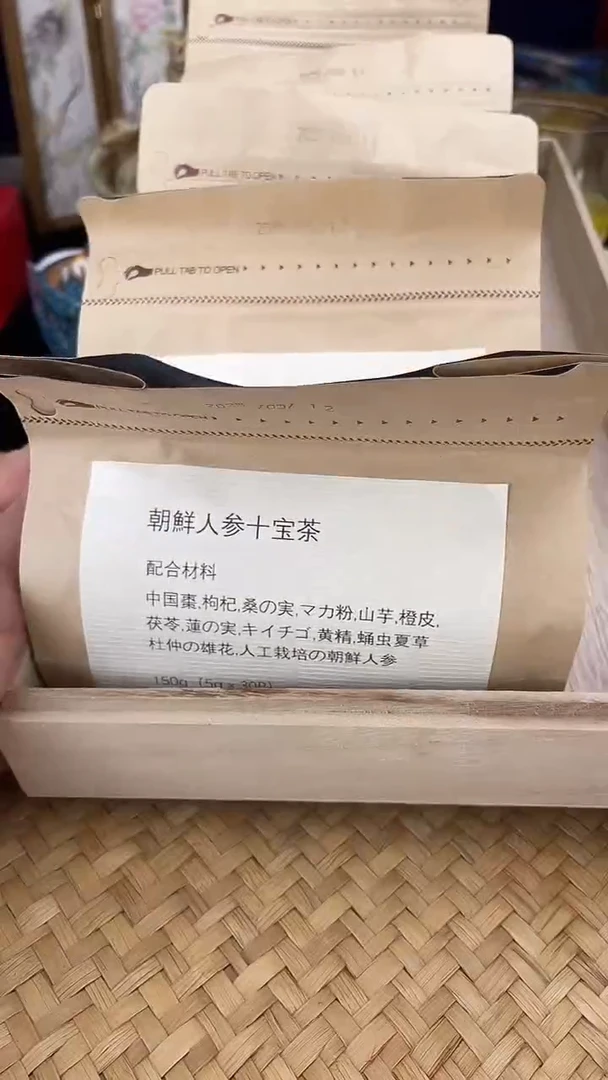 PULL TAB TO OPEN
PULL TAB TO OPEN
朝鮮人参十宝茶
配合材料
中国棗,枸杞,桑の実,マカ粉,山芋,橙皮,
茯苓,蓮の実,キイチゴ,黄精,蛹虫夏草
杜仲の雄花,人工栽培の朝鮮人参
150g (5g x 30P)